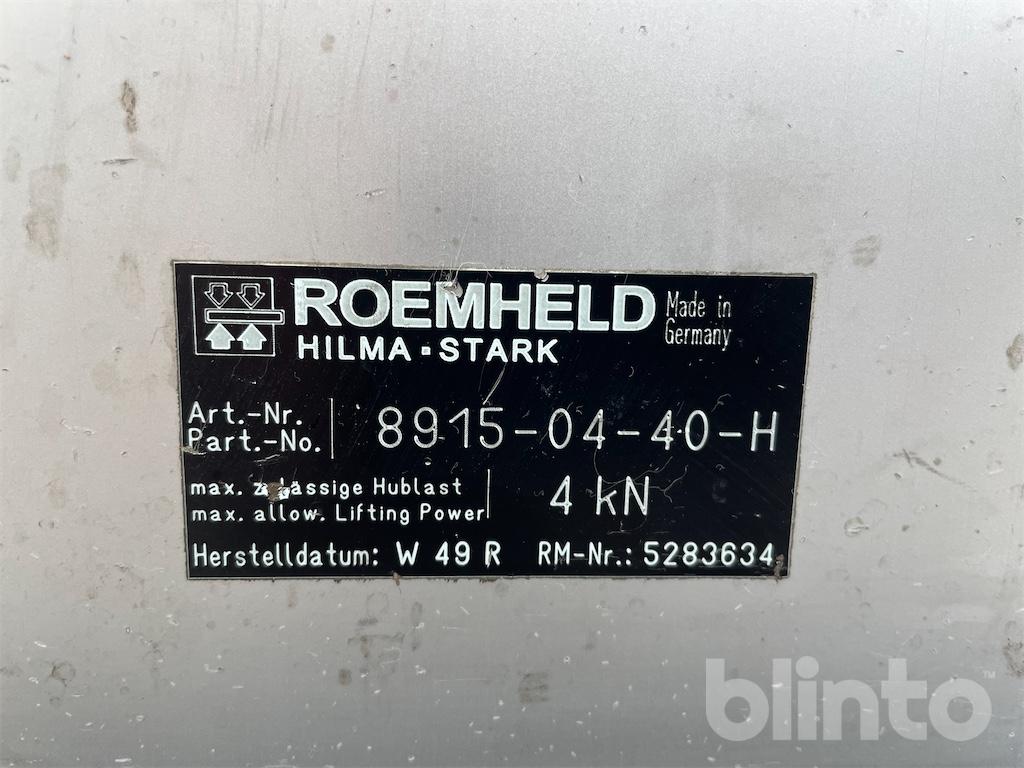 ROEMHELD
HILMA ▪ STARK
Made in
Germany
Art.-Nr.
Part.-No.
8915-04-40-H
max. zulässige Hublast
max. allow. Lifting Power
4 kN
Herstelldatum: W 49 R RM-Nr.: 5283634
blinto™